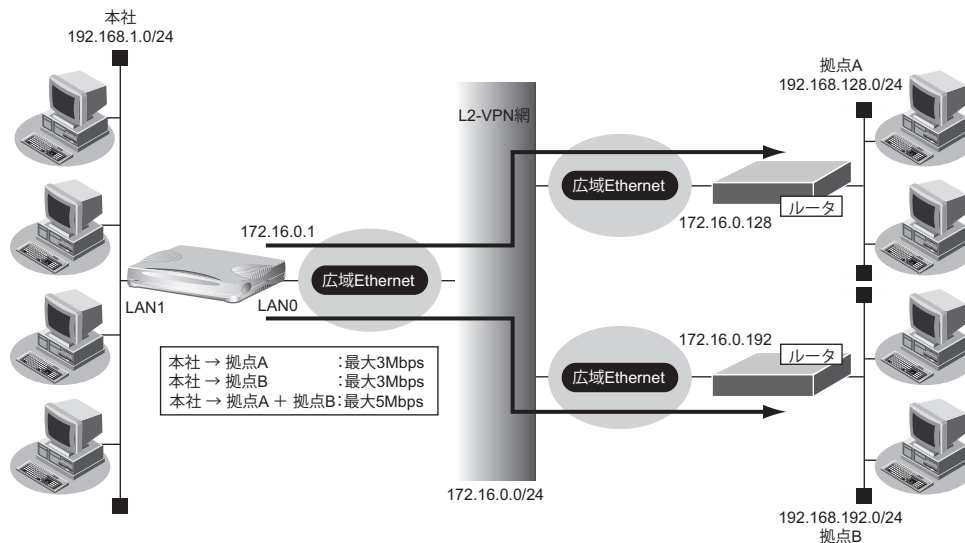 本社
192.168.1.0/24
拠点A
192.168.128.0/24
L2-VPN網
広域Ethernet
ルータ
172.16.0.128
172.16.0.1
広域Ethernet
LAN1
LAN0
172.16.0.192
ルータ
広域Ethernet
本社 → 拠点A :最大3Mbps
本社 → 拠点B :最大3Mbps
本社 → 拠点A + 拠点B:最大5Mbps
172.16.0.0/24
192.168.192.0/24
拠点B